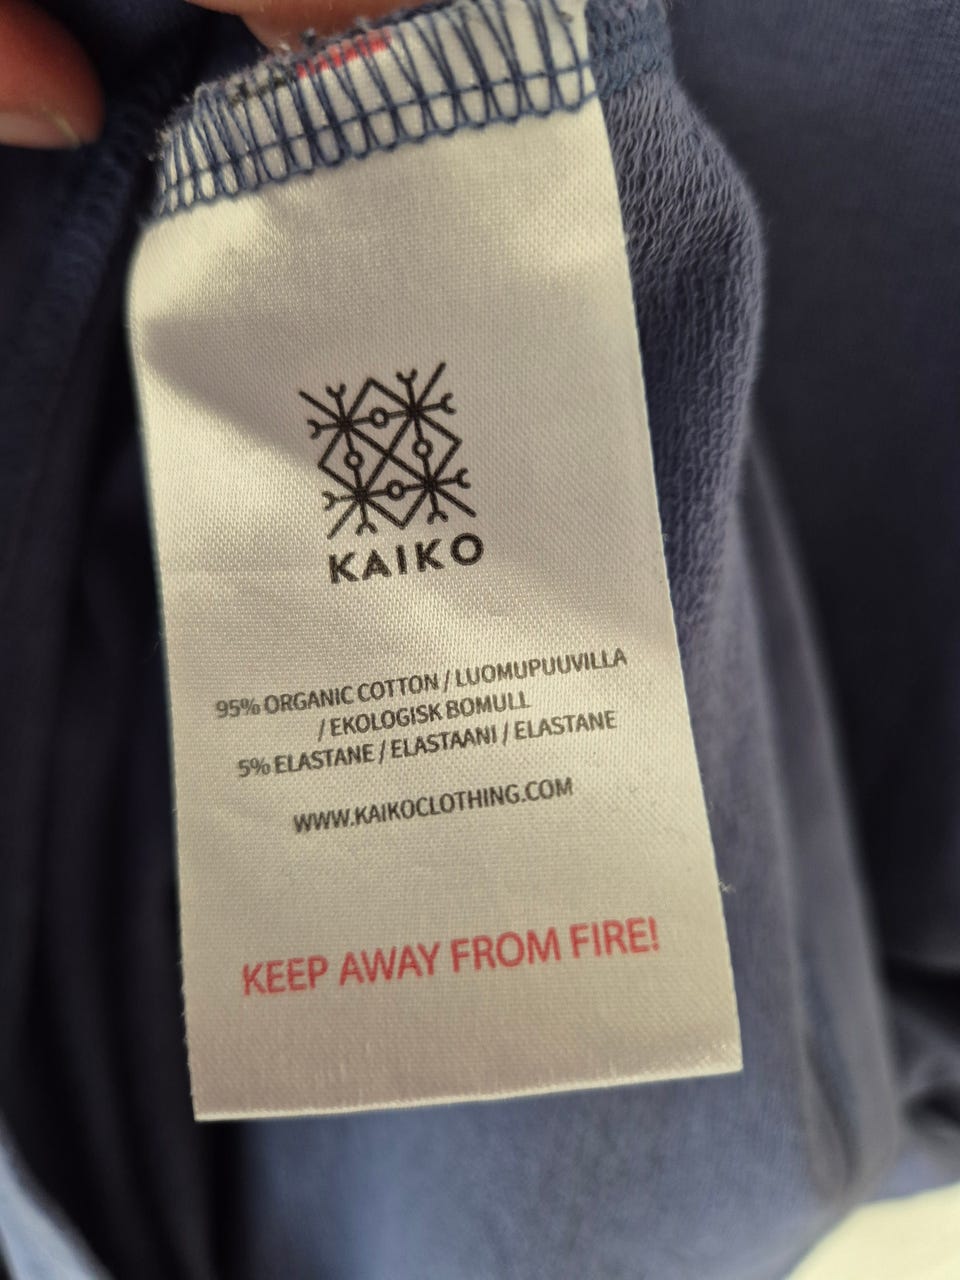 KAIKO
95% ORGANIC COTTON / LUOMUPUUVILLA
/ EKOLOGISK BOMULL
5% ELASTANE / ELASTAANI / ELASTANE
WWW.KAIKOCLOTHING.COM
KEEP AWAY FROM FIRE!